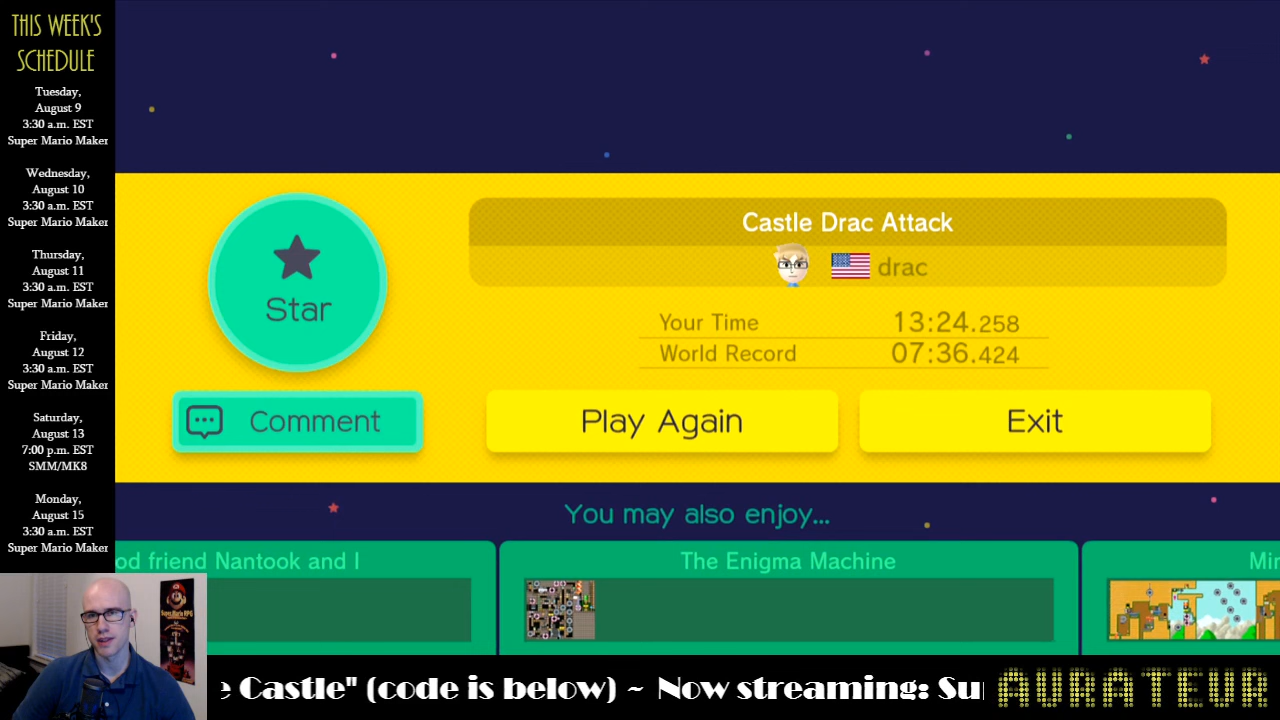 THIS WEEK'S
SCHEDULE
Tuesday,
August 9
3:30 a.m. EST
Super Mario Maker
Wednesday,
August 10
3:30 a.m. EST
Super Mario Maker
Thursday,
August 11
3:30 a.m. EST
Super Mario Maker
Friday,
August 12
3:30 a.m. EST
Super Mario Maker
Saturday,
August 13
7:00 p.m. EST
SMM/MK8
Monday,
August 15
3:30 a.m. EST
Super Mario Maker
Castle Drac Attack
drac
Star
Your Time 13:24.258
World Record 07:36.424
Comment
Play Again
Exit
You may also enjoy...
od friend Nantook and I
The Enigma Machine
Mi
SUPER MARIO RPG
e Castle" (code is below) ~ Now streaming: Su
AURATEUR